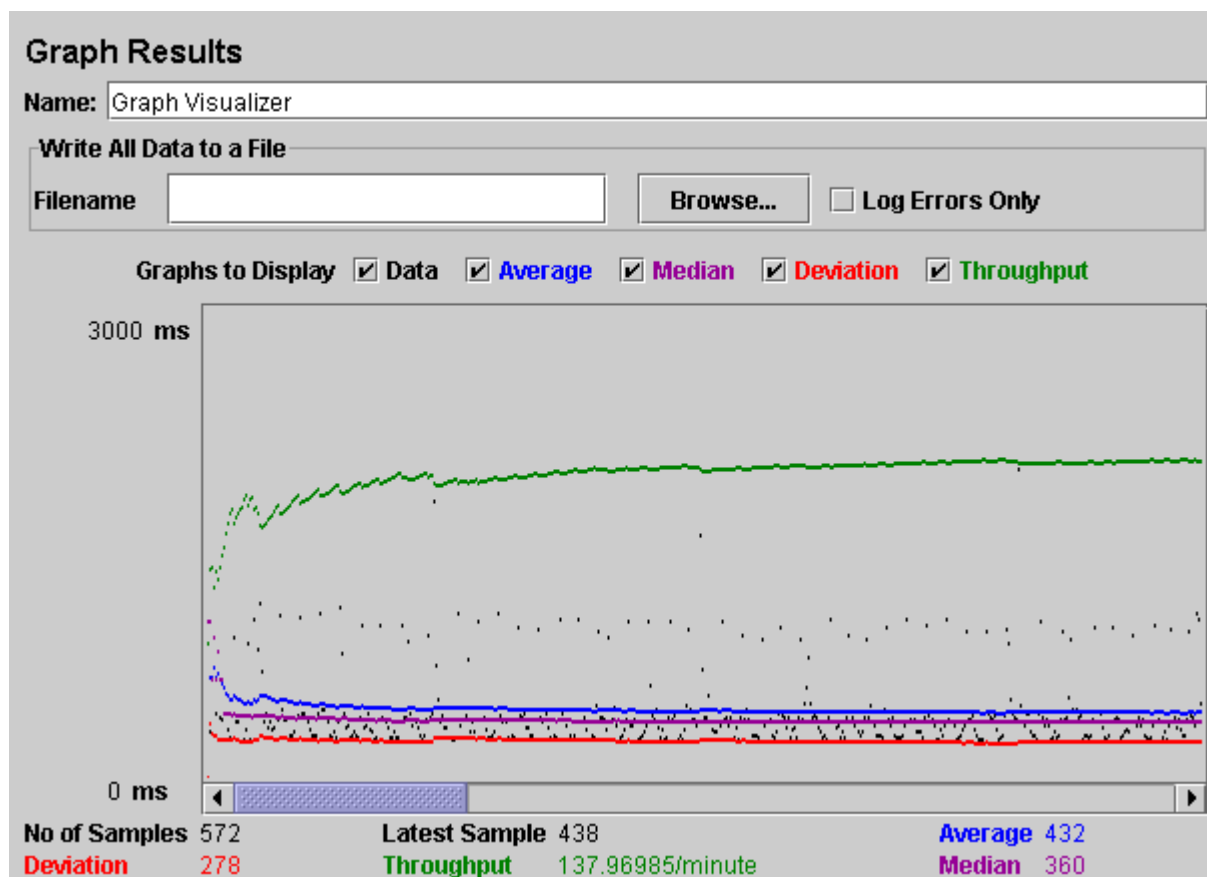 Graph Results
Name: Graph Visualizer
Write All Data to a File
Filename Browse... Log Errors Only
Graphs to Display Data Average Median Deviation Throughput
3000 ms
0 ms
No of Samples 572 Latest Sample 438 Average 432
Deviation 278 Throughput 137.96985/minute Median 360